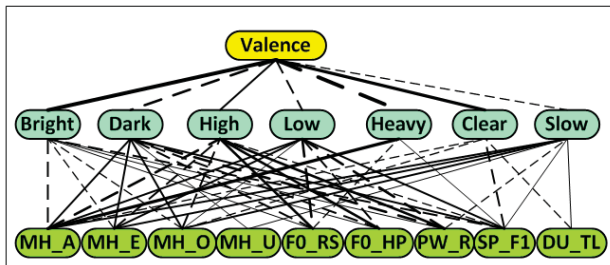 Valence
Bright Dark High Low Heavy Clear Slow
MH_A MH_E MH_O MH_U F0_RS F0_HP PW_R SP_F1 DU_TL